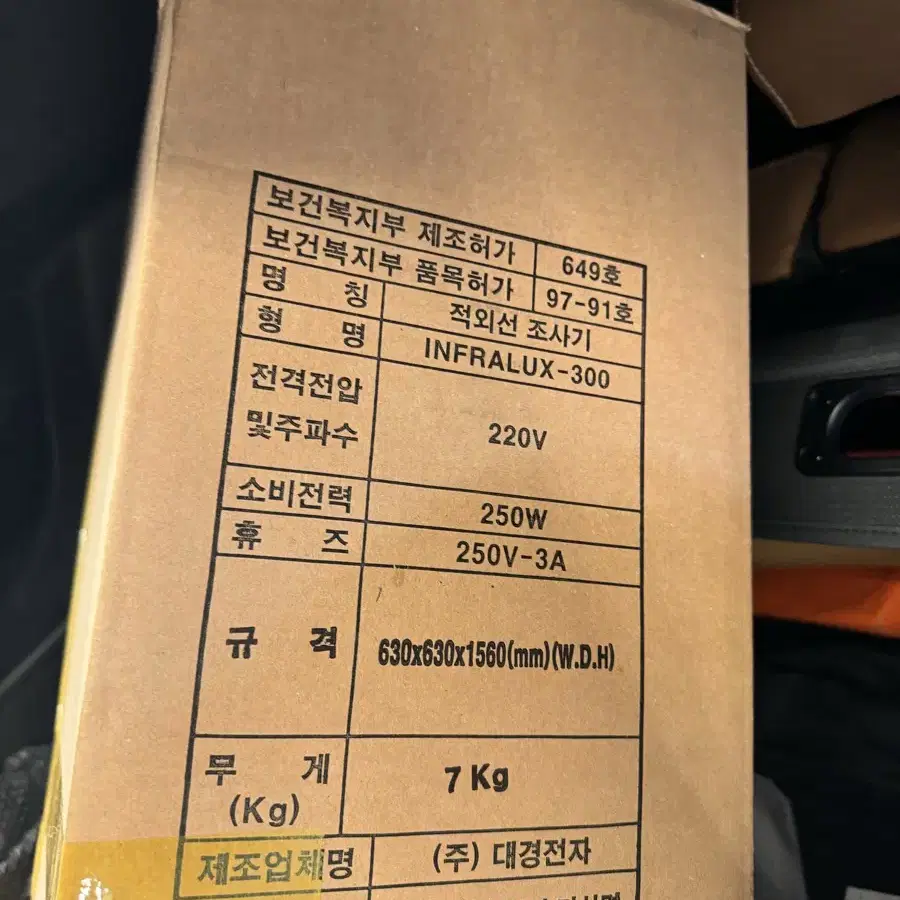 보건복지부 제조허가 649호
보건복지부 품목허가 97-91호
명 칭 적외선 조사기
형 명 INFRALUX-300
전격전압
및주파수 220V
소비전력 250W
휴 즈 250V-3A
규 격 630x630x1560(mm)(W.D.H)
무 게
(Kg) 7 Kg
제조업체명 (주) 대경전자